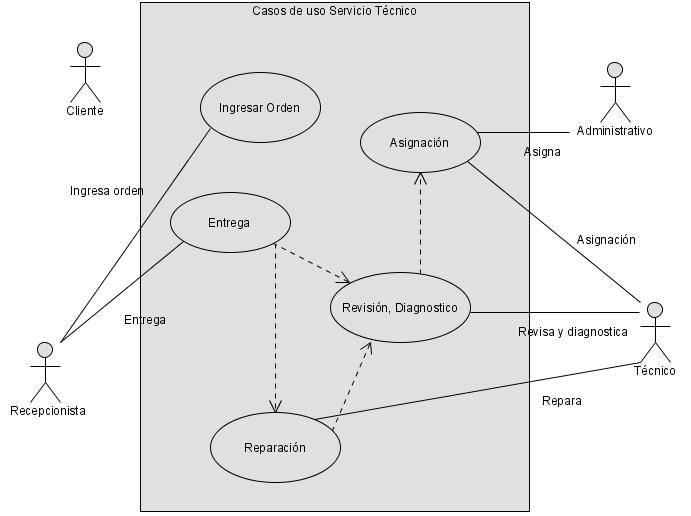 Casos de uso Servicio Técnico
Cliente
Ingresar Orden
Asignación
Administrativo
Asigna
Ingresa orden
Entrega
Asignación
Revisión, Diagnostico
Entrega
Revisa y diagnostica
Técnico
Recepcionista
Repara
Reparación